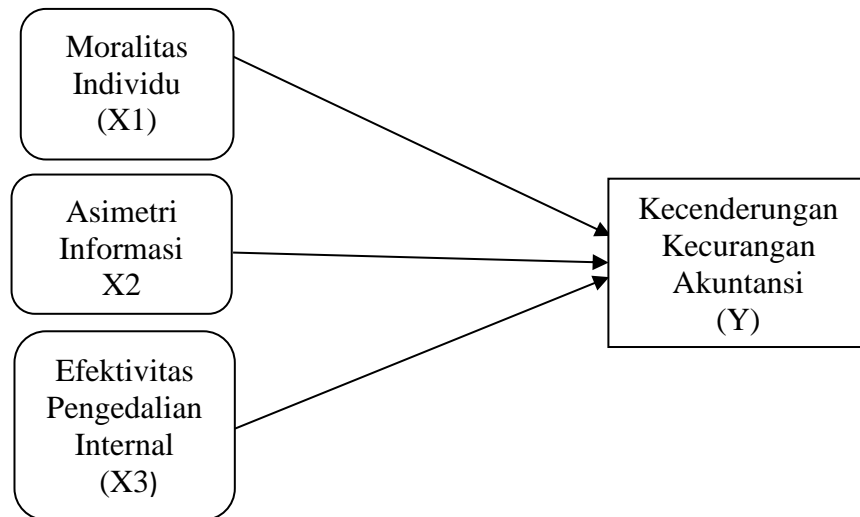 Moralitas
Individu
(X1)
Asimetri
Informasi
X2
Efektivitas
Pengedalian
Internal
(X3)
Kecenderungan
Kecurangan
Akuntansi
(Y)